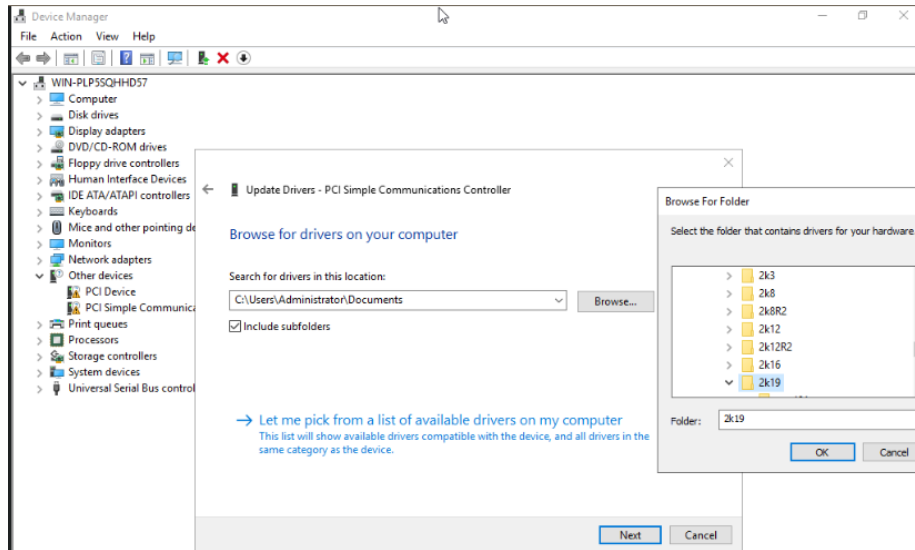 Device Manager
File Action View Help
WIN-PLP5SQHHD57
Computer
Disk drives
Display adapters
DVD/CD-ROM drives
Floppy drive controllers
Human Interface Devices
IDE ATA/ATAPI controllers
Keyboards
Mice and other pointing de
Monitors
Network adapters
Other devices
PCI Device
PCI Simple Communica
Print queues
Processors
Storage controllers
System devices
Universal Serial Bus control
Update Drivers - PCI Simple Communications Controller
Browse for drivers on your computer
Search for drivers in this location:
C:\Users\Administrator\Documents
Browse...
Include subfolders
Let me pick from a list of available drivers on my computer
This list will show available drivers compatible with the device, and all drivers in the
same category as the device.
Next Cancel
Browse For Folder
Select the folder that contains drivers for your hardware.
2k3
2k8
2k8R2
2k12
2k12R2
2k16
2k19
Folder: 2k19
OK Cancel